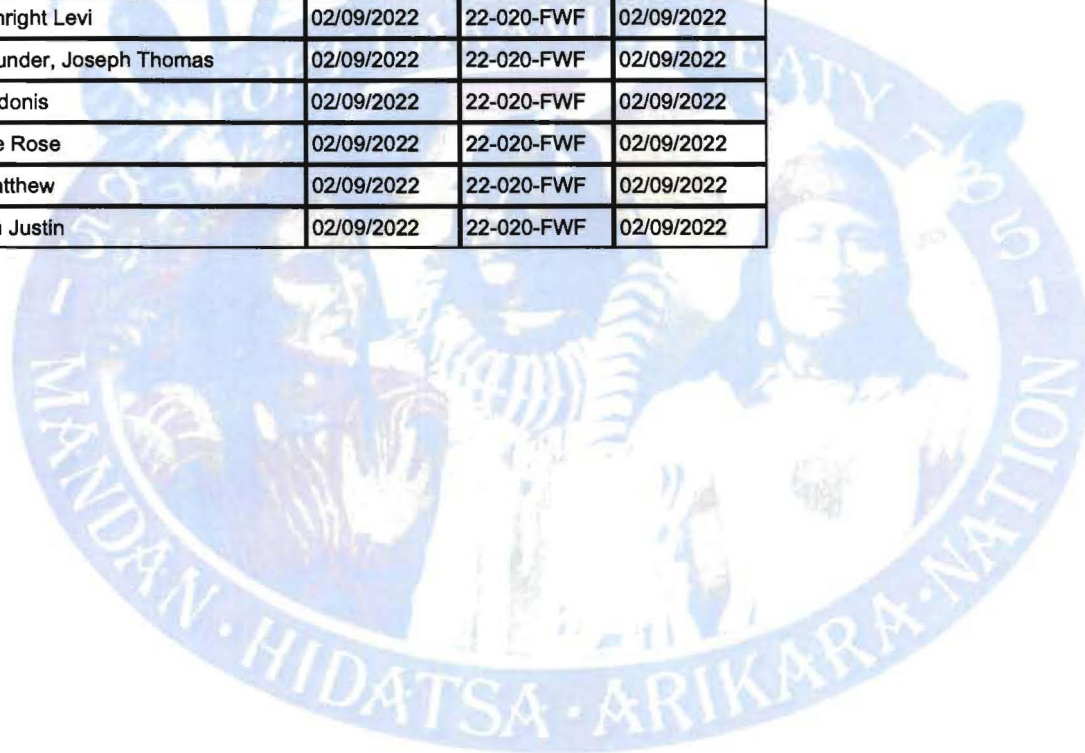 nright Levi 02/09/2022 22-020-FWF 02/09/2022
under, Joseph Thomas 02/09/2022 22-020-FWF 02/09/2022
donis 02/09/2022 22-020-FWF 02/09/2022
e Rose 02/09/2022 22-020-FWF 02/09/2022
atthew 02/09/2022 22-020-FWF 02/09/2022
Justin 02/09/2022 22-020-FWF 02/09/2022
TREATY 1851
MANDAN · HIDATSA · ARIKARA · NATION